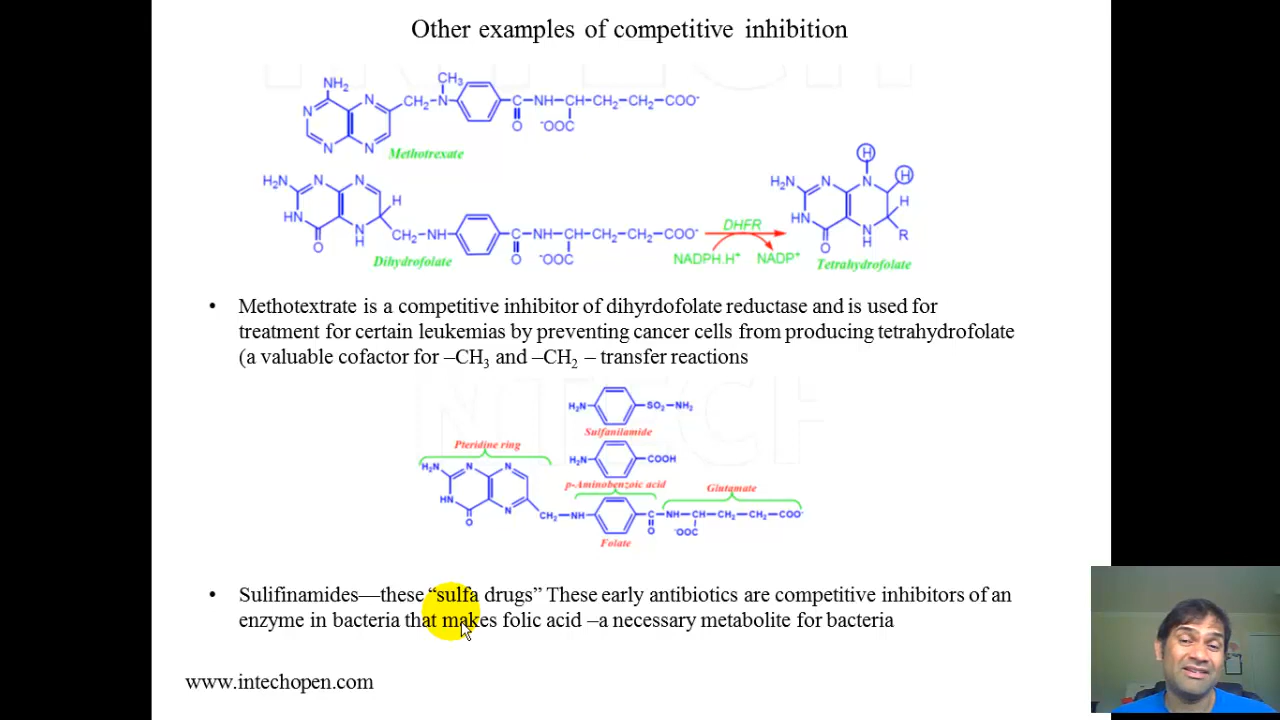 Other examples of competitive inhibition
NH₂
CH₃
N
N
N
N
CH₂
N
C
NH
CH
CH₂
CH₂
COO⁻
O
⁻OOC
Methotrexate
H₂N
N
N
H
HN
N
H
O
CH₂
NH
C
NH
CH
CH₂
CH₂
COO⁻
O
⁻OOC
Dihydrofolate
DHFR
NADPH.H⁺
NADP⁺
H
H₂N
N
N
H
HN
H
N
H
R
O
Tetrahydrofolate
• Methotextrate is a competitive inhibitor of dihyrdofolate reductase and is used for
treatment for certain leukemias by preventing cancer cells from producing tetrahydrofolate
(a valuable cofactor for –CH₃ and –CH₂ – transfer reactions
H₂N
SO₂
NH₂
Sulfanilamide
Pteridine ring
H₂N
COOH
p-Aminobenzoic acid
Glutamate
H₂N
N
N
HN
N
O
CH₂
NH
C
NH
CH
CH₂
CH₂
COO⁻
O
⁻OOC
Folate
• Sulifinamides—these “sulfa drugs” These early antibiotics are competitive inhibitors of an
enzyme in bacteria that makes folic acid –a necessary metabolite for bacteria
www.intechopen.com